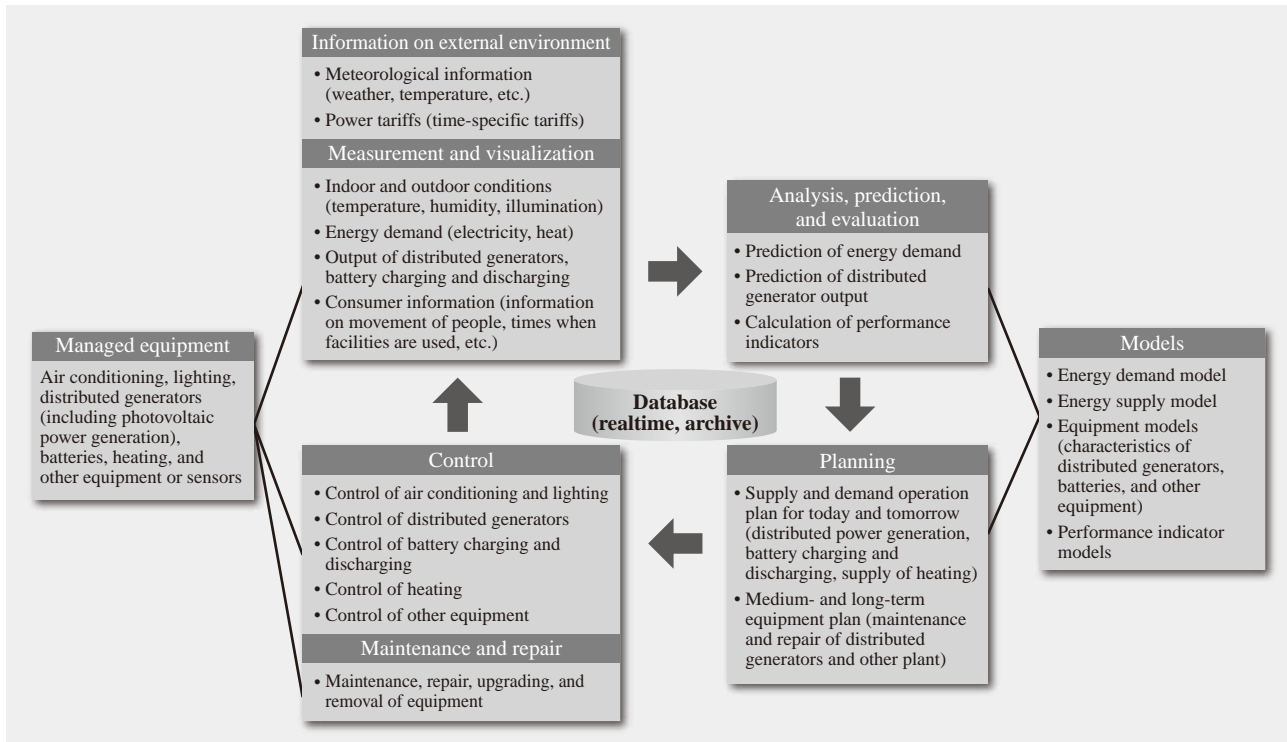 Information on external environment
• Meteorological information
(weather, temperature, etc.)
• Power tariffs (time-specific tariffs)
Measurement and visualization
• Indoor and outdoor conditions
(temperature, humidity, illumination)
• Energy demand (electricity, heat)
• Output of distributed generators,
battery charging and discharging
• Consumer information (information
on movement of people, times when
facilities are used, etc.)
Analysis, prediction,
and evaluation
• Prediction of energy demand
• Prediction of distributed
generator output
• Calculation of performance
indicators
Managed equipment
Air conditioning, lighting,
distributed generators
(including photovoltaic
power generation),
batteries, heating, and
other equipment or sensors
Database
(realtime, archive)
Models
• Energy demand model
• Energy supply model
• Equipment models
(characteristics of
distributed generators,
batteries, and other
equipment)
• Performance indicator
models
Control
• Control of air conditioning and lighting
• Control of distributed generators
• Control of battery charging and
discharging
• Control of heating
• Control of other equipment
Maintenance and repair
• Maintenance, repair, upgrading, and
removal of equipment
Planning
• Supply and demand operation
plan for today and tomorrow
(distributed power generation,
battery charging and
discharging, supply of heating)
• Medium- and long-term
equipment plan (maintenance
and repair of distributed
generators and other plant)